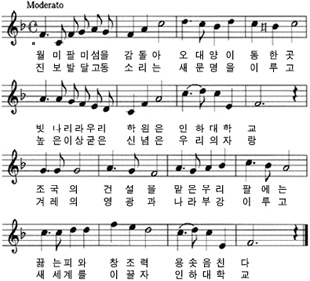 Moderato
월 미 팔 미 섬을 감돌아 오 대 양 이 통 한 곳
진 보 발 달 고동 소 리 는 새 문 명 을 이 루 고
빗 나 리 라 우리 하 원 은 인 하 대 학 교
높 은 이 상 굳은 신 념 은 우 리 의 자 랑
조 국 의 건 설 을 맡 은 우 리 팔 에 는
겨 레 의 영 광 과 나 라 부 강 이 루 고
끓 는 피 와 창 조 력 용 솟 음 친 다
새 세 계 를 이 끌 자 인 하 대 학 교